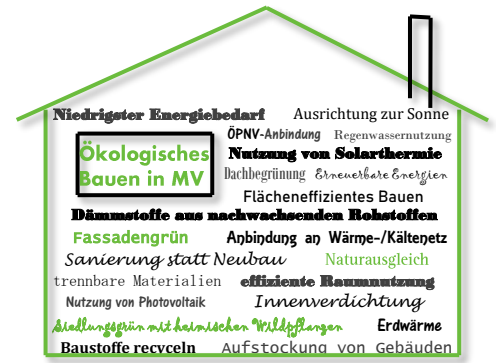 Niedrigster Energiebedarf Ausrichtung zur Sonne
ÖPNV-Anbindung Regenwassernutzung
Ökologisches Bauen in MV
Nutzung von Solarthermie
Dachbegrünung Erneuerbare Energien
Flächeneffizientes Bauen
Dämmstoffe aus nachwachsenden Rohstoffen
Fassadengrün Anbindung an Wärme-/Kältenetz
Sanierung statt Neubau Naturausgleich
trennbare Materialien effiziente Raumnutzung
Nutzung von Photovoltaik Innenverdichtung
Siedlungsgrün mit heimischen Wildpflanzen Erdwärme
Baustoffe recyceln Aufstockung von Gebäuden